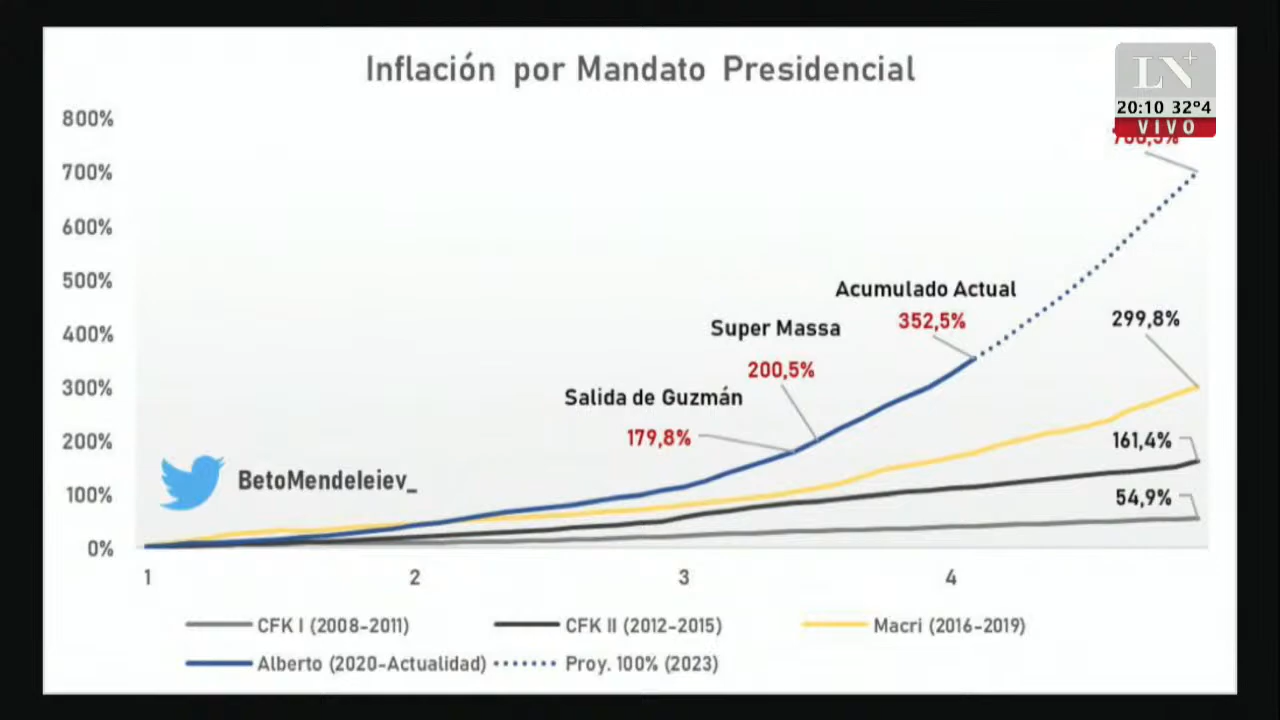 Inflación por Mandato Presidencial
LN+
20:10 32°4
VIVO
800%
700%
600%
500%
400%
300%
200%
100%
0%
Acumulado Actual
352,5%
Super Massa
200,5%
Salida de Guzmán
179,8%
299,8%
161,4%
54,9%
BetoMendeleiev_
1 2 3 4
CFK I (2008-2011) CFK II (2012-2015) Macri (2016-2019)
Alberto (2020-Actualidad) Proy. 100% (2023)